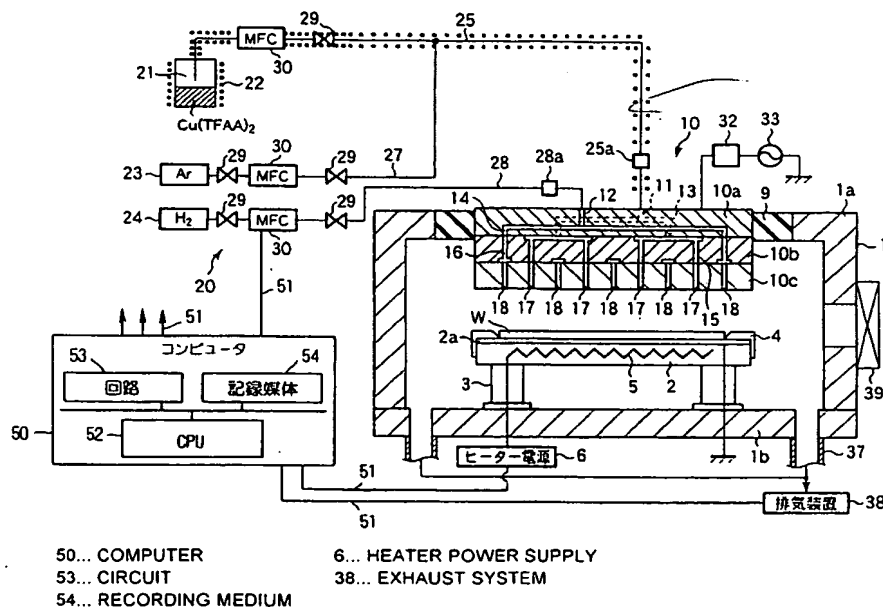 29
25
MFC
30
21
22
Cu(TFAA)2
10
32
33
29
30
29
27
28
28a
25a
23
Ar
MFC
24
H2
29
MFC
30
14
12
11
13
10a
9
1a
1
16
10b
10c
20
51
18 17 18 17 18 17 18 17 18
15
51
コンピュータ
53
54
回路
記録媒体
50
52
CPU
W
2a
4
3
5
2
39
1b
37
51
ヒーター電源
6
51
排気装置
38
50... COMPUTER
6... HEATER POWER SUPPLY
53... CIRCUIT
38... EXHAUST SYSTEM
54... RECORDING MEDIUM